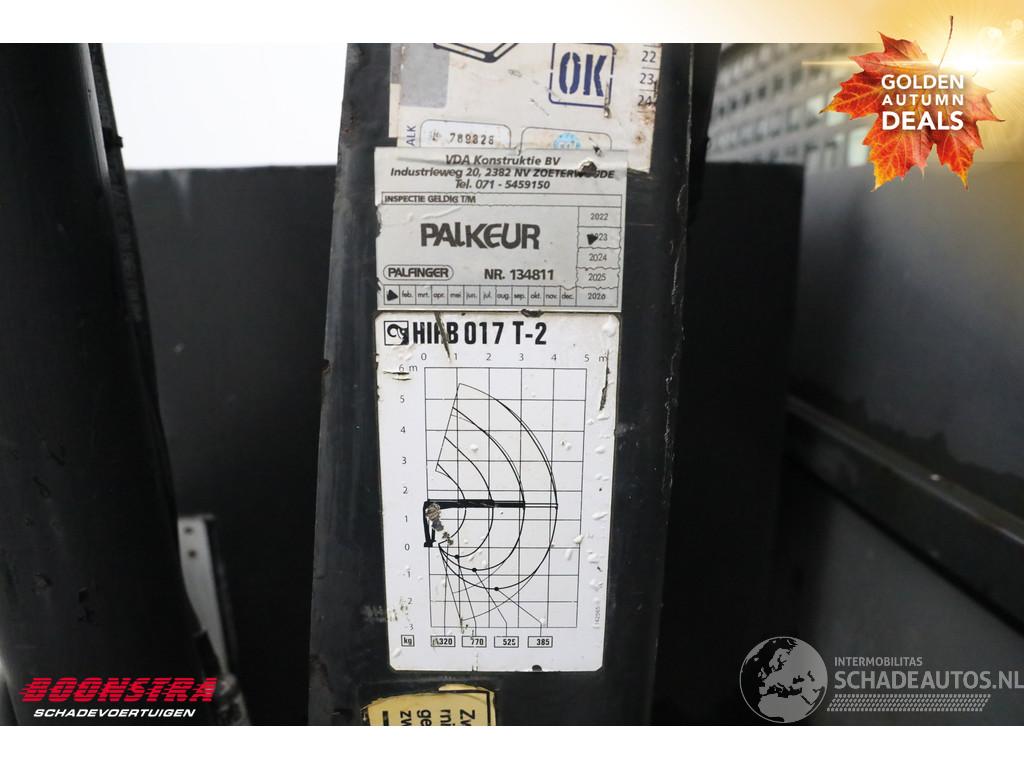 GOLDEN
AUTUMN
DEALS
OK
22
23
24
ALK
789828
VDA Konstruktie BV
Industrieweg 20, 2382 NV ZOETERWOUDE
Tel. 071 - 5459150
INSPECTIE GELDIG T/M
2022
2023
PALKEUR
2024
PALFINGER NR. 134811 2025
feb. mrt. apr. mei jun. jul. aug. sep. okt. nov. dec. 2026
HIAB 017 T-2
0 1 2 3 4 5 m
6 m
5
4
3
2
1
0
1
2
3
kg 1320 770 525 385
BOONSTRA
SCHADEVOERTUIGEN
INTERMOBILITAS
SCHADEAUTOS.NL